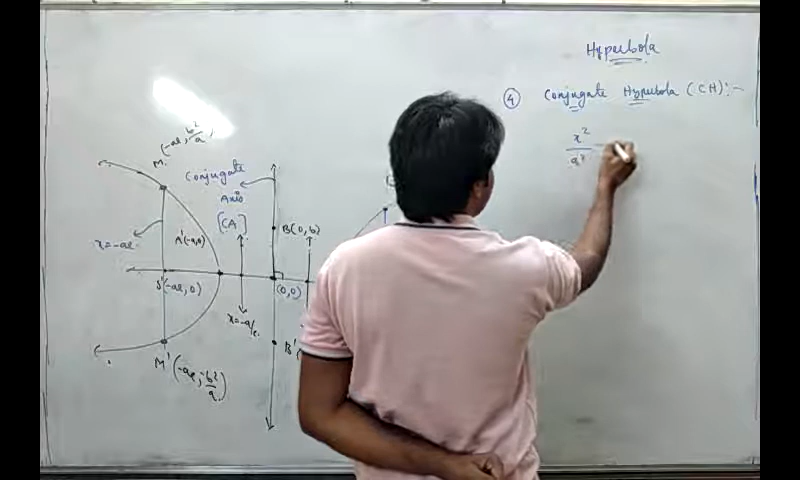 Hyperbola
④ Conjugate Hyperbola (CH):-
x²/a² -
M (-ae, b²/a)
Conjugate
Axis
[CA]
B(0, b)
x=-ae
A'(-a,0)
S'(-ae, 0)
(0,0)
x=-a/e
B'(
M' (-ae, -b²/a)